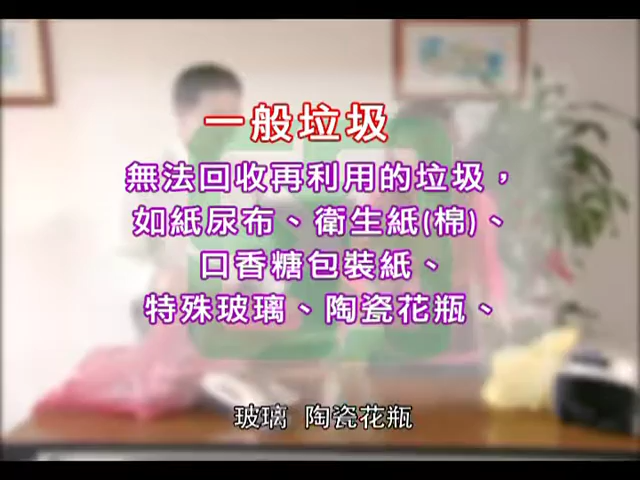 一般垃圾
無法回收再利用的垃圾，
如紙尿布、衛生紙(棉)、
口香糖包裝紙、
特殊玻璃、陶瓷花瓶、
玻璃 陶瓷花瓶